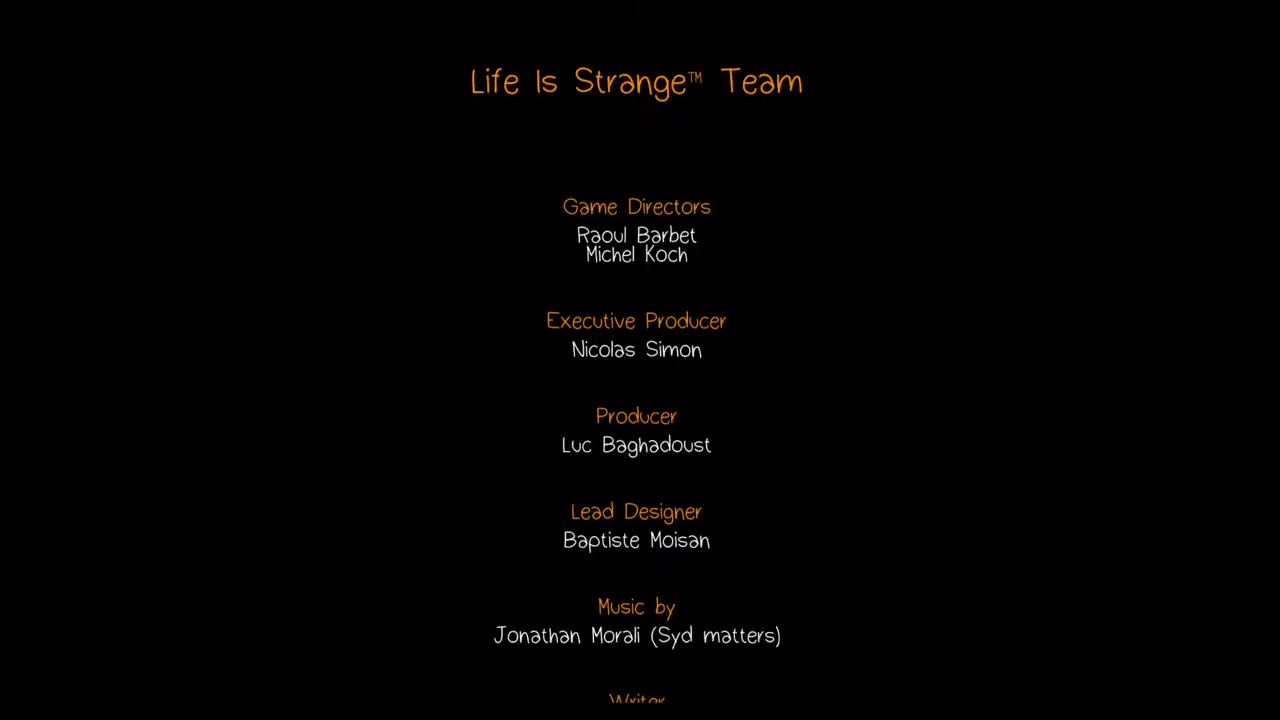 Life Is Strange™ Team
Game Directors
Raoul Barbet
Michel Koch
Executive Producer
Nicolas Simon
Producer
Luc Baghadoust
Lead Designer
Baptiste Moisan
Music by
Jonathan Morali (Syd matters)
Writer